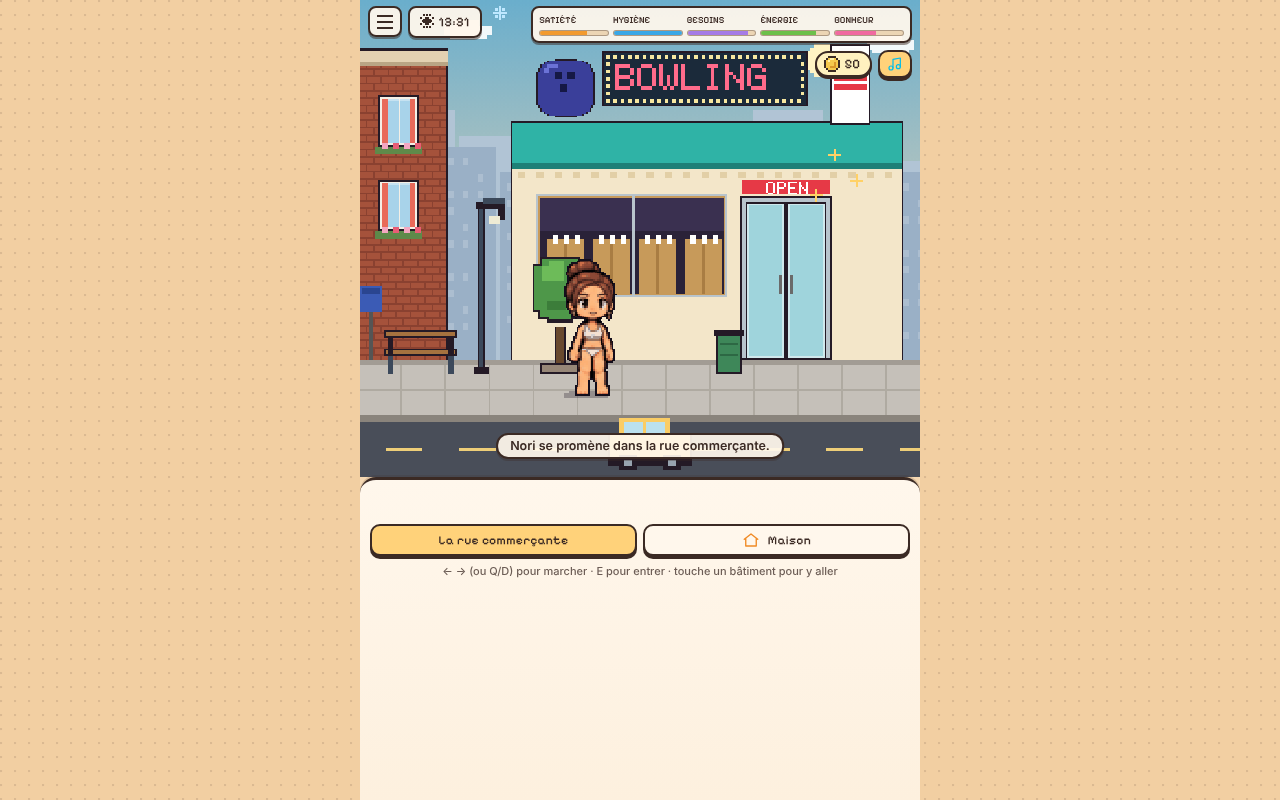 13:31
SATIÉTÉ HYGIÈNE BESOINS ÉNERGIE BONHEUR
BOWLING
80
OPEN
Nori se promène dans la rue commerçante.
La rue commerçante
Maison
← → (ou Q/D) pour marcher · E pour entrer · touche un bâtiment pour y aller